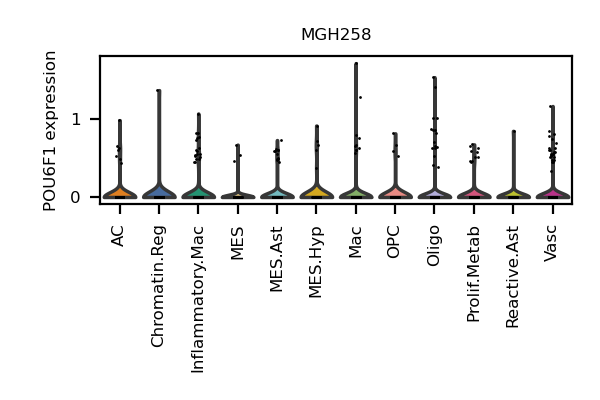 MGH258
POU6F1 expression
1
0
AC
Chromatin.Reg
Inflammatory.Mac
MES
MES.Ast
MES.Hyp
Mac
OPC
Oligo
Prolif.Metab
Reactive.Ast
Vasc